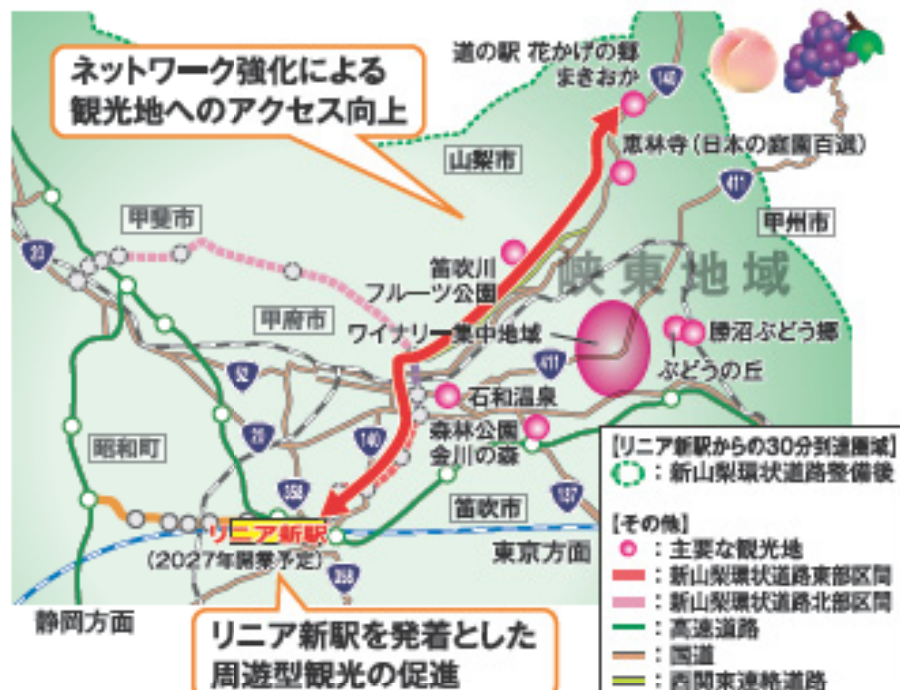 ネットワーク強化による
観光地へのアクセス向上
道の駅 花かげの郷
まきおか
140
恵林寺(日本の庭園百選)
山梨市
411
甲州市
甲斐市
20
笛吹川
フルーツ公園
峡東地域
甲府市
ワイナリー集中地域
勝沼ぶどう郷
ぶどうの丘
52
411
石和温泉
昭和町
20
140
森林公園
金川の森
358
137
笛吹市
リニア新駅
(2027年開業予定)
東京方面
358
静岡方面
リニア新駅を発着とした
周遊型観光の促進
【リニア新駅からの30分到達圏域】
:新山梨環状道路整備後
【その他】
:主要な観光地
:新山梨環状道路東部区間
:新山梨環状道路北部区間
:高速道路
:国道
:西関東連絡道路